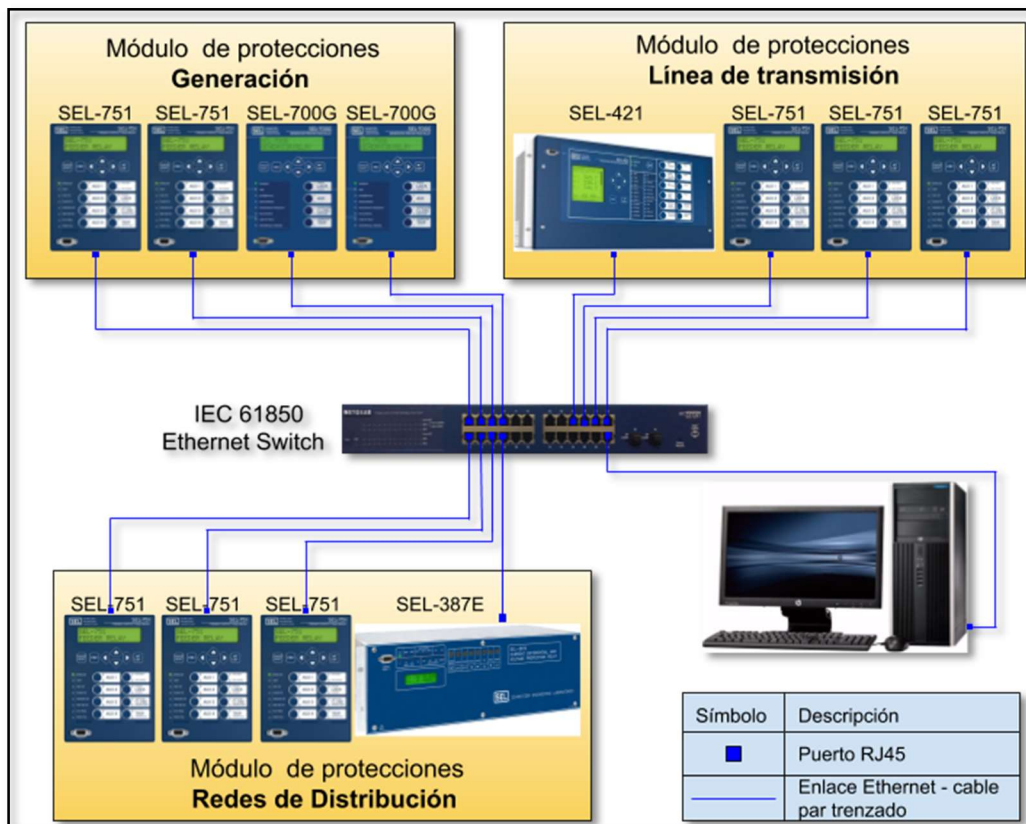 Módulo de protecciones
Generación
SEL-751 SEL-751 SEL-700G SEL-700G
Módulo de protecciones
Línea de transmisión
SEL-421 SEL-751 SEL-751 SEL-751
IEC 61850
Ethernet Switch
NETGEAR
SEL-751 SEL-751 SEL-751 SEL-387E
SEL
Módulo de protecciones
Redes de Distribución
Símbolo Descripción
Puerto RJ45
Enlace Ethernet - cable
par trenzado